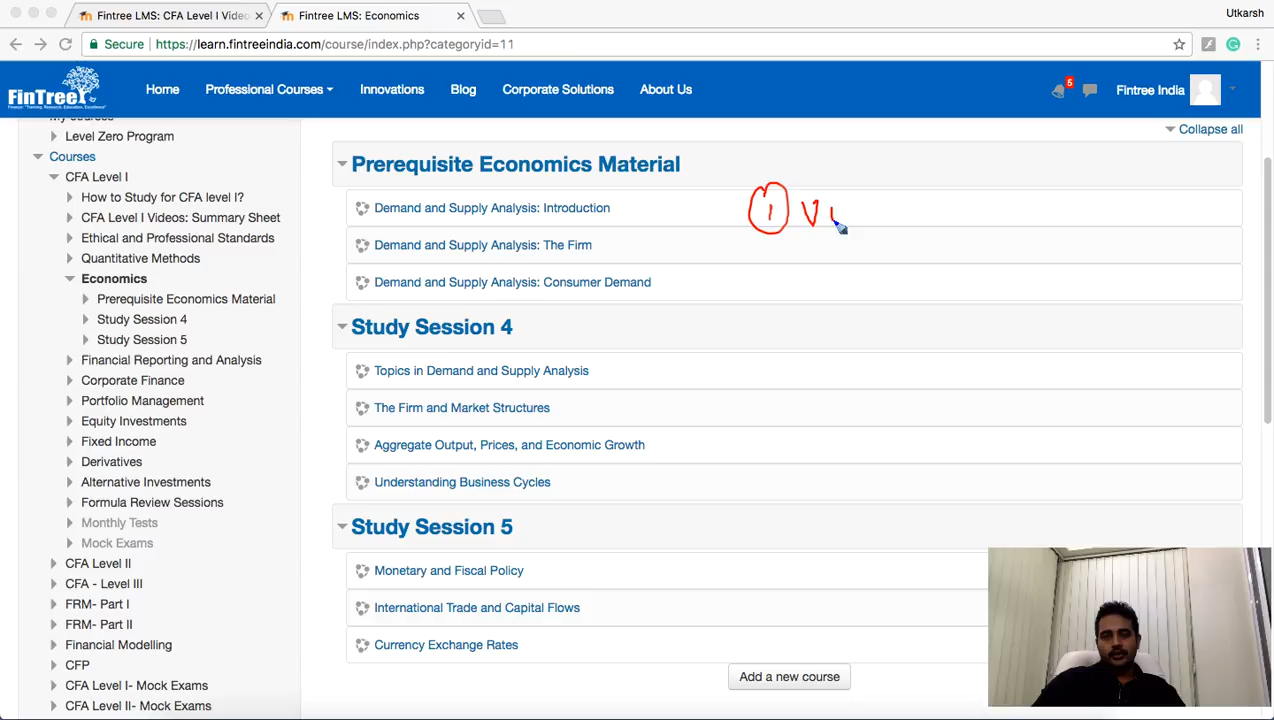 Fintree LMS: CFA Level I Video
Fintree LMS: Economics
Utkarsh
Secure
https://learn.fintreeindia.com/course/index.php?categoryid=11
FinTree
Home
Professional Courses
Innovations
Blog
Corporate Solutions
About Us
5
Fintree India
My courses
Level Zero Program
Courses
CFA Level I
How to Study for CFA level I?
CFA Level I Videos: Summary Sheet
Ethical and Professional Standards
Quantitative Methods
Economics
Prerequisite Economics Material
Study Session 4
Study Session 5
Financial Reporting and Analysis
Corporate Finance
Portfolio Management
Equity Investments
Fixed Income
Derivatives
Alternative Investments
Formula Review Sessions
Monthly Tests
Mock Exams
CFA Level II
CFA - Level III
FRM- Part I
FRM- Part II
Financial Modelling
CFP
CFA Level I- Mock Exams
CFA Level II- Mock Exams
Collapse all
Prerequisite Economics Material
Demand and Supply Analysis: Introduction
1 VI
Demand and Supply Analysis: The Firm
Demand and Supply Analysis: Consumer Demand
Study Session 4
Topics in Demand and Supply Analysis
The Firm and Market Structures
Aggregate Output, Prices, and Economic Growth
Understanding Business Cycles
Study Session 5
Monetary and Fiscal Policy
International Trade and Capital Flows
Currency Exchange Rates
Add a new course